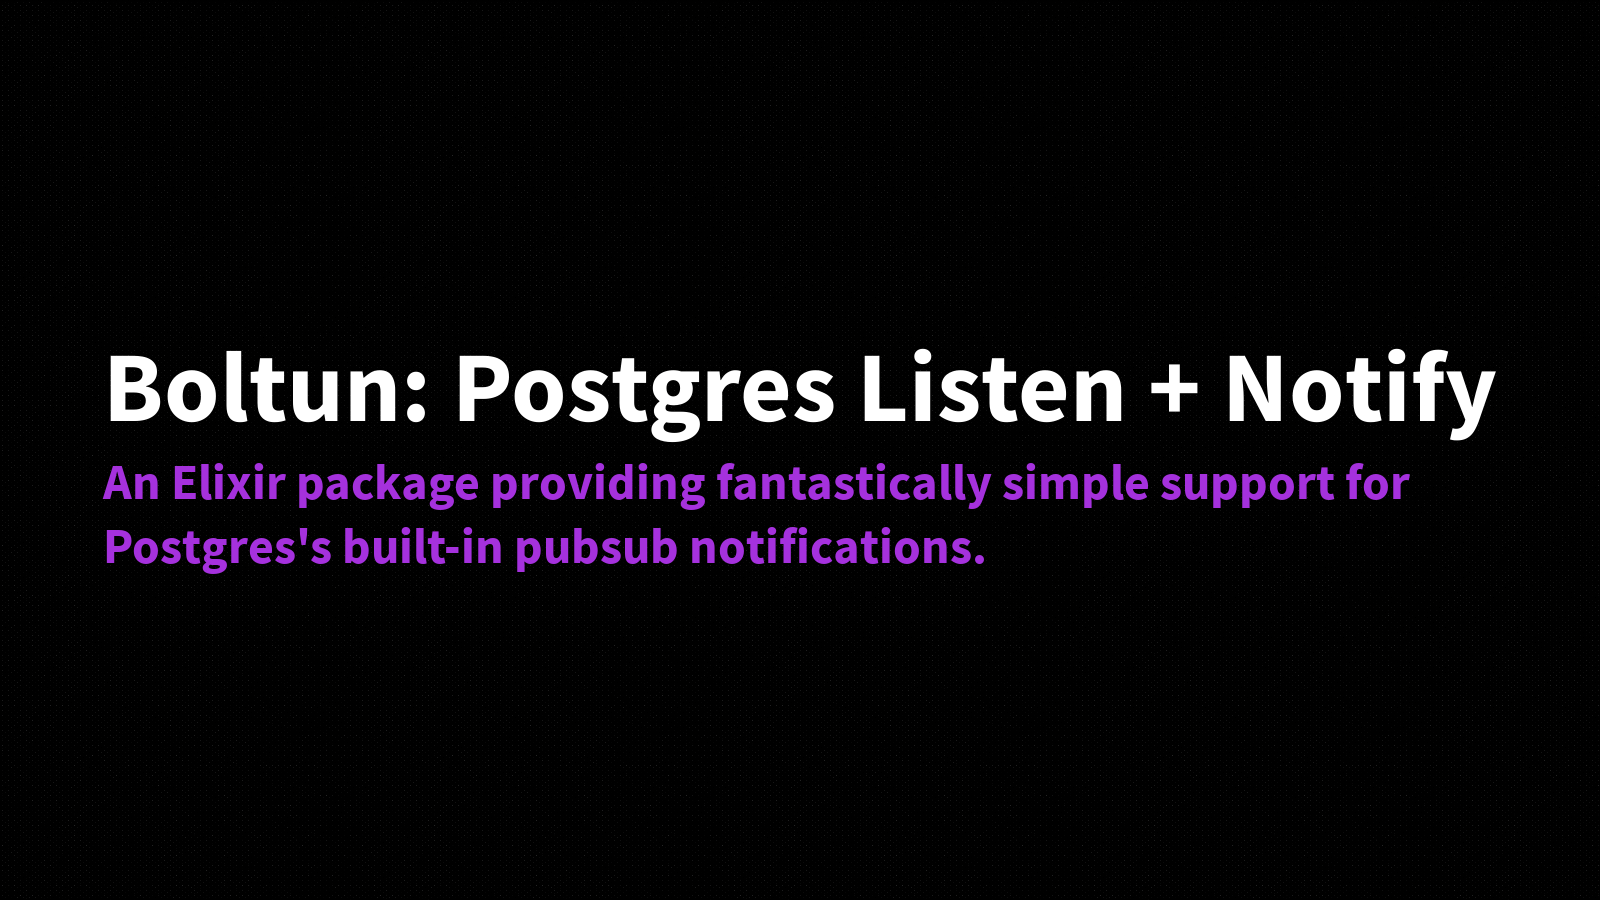 Boltun: Postgres Listen + Notify
An Elixir package providing fantastically simple support for
Postgres's built-in pubsub notifications.